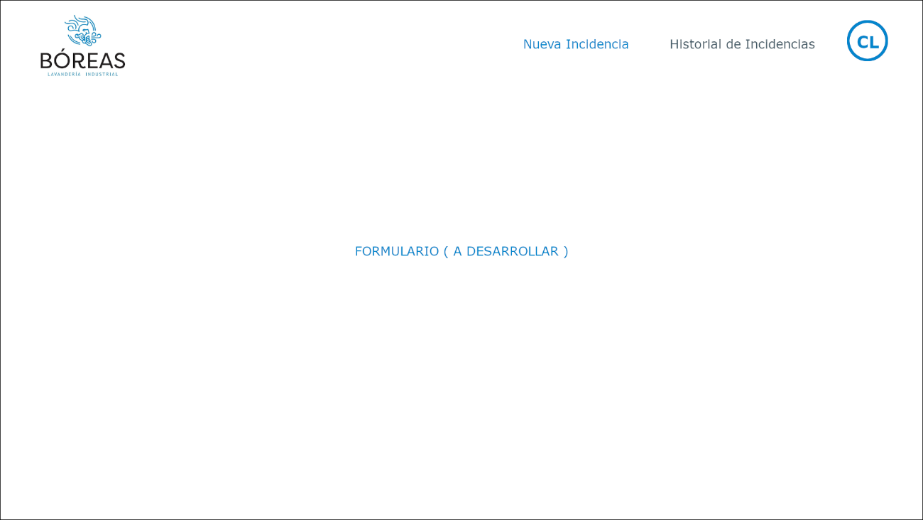 BÓREAS
LAVANDERÍA INDUSTRIAL
Nueva Incidencia
Historial de Incidencias
CL
FORMULARIO ( A DESARROLLAR )